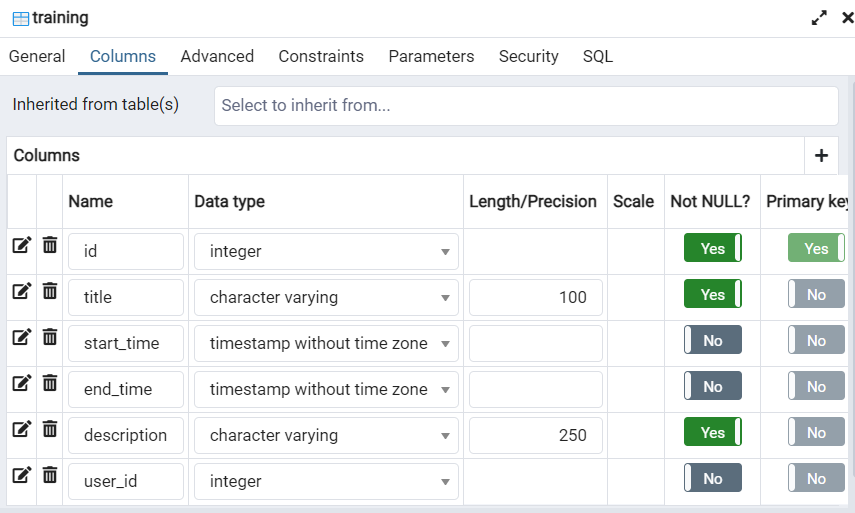 training
General Columns Advanced Constraints Parameters Security SQL
Inherited from table(s) Select to inherit from...
Columns
Name Data type Length/Precision Scale Not NULL? Primary key
id integer Yes Yes
title character varying 100 Yes No
start_time timestamp without time zone No No
end_time timestamp without time zone No No
description character varying 250 Yes No
user_id integer No No